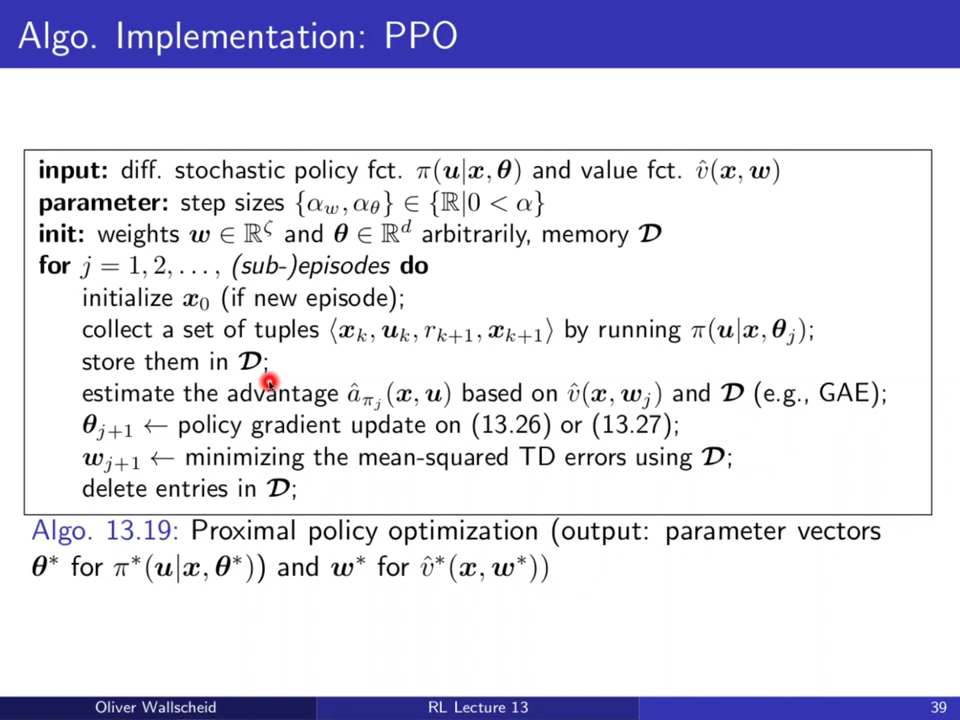 Algo. Implementation: PPO
input: diff. stochastic policy fct. π(u|x, θ) and value fct. v̂(x, w)
parameter: step sizes {α_w, α_θ} ∈ {ℝ|0 < α}
init: weights w ∈ ℝ^ζ and θ ∈ ℝ^d arbitrarily, memory 𝓓
for j = 1, 2, . . . , (sub-)episodes do
initialize x_0 (if new episode);
collect a set of tuples ⟨x_k, u_k, r_{k+1}, x_{k+1}⟩ by running π(u|x, θ_j);
store them in 𝓓;
estimate the advantage â_{π_j}(x, u) based on v̂(x, w_j) and 𝓓 (e.g., GAE);
θ_{j+1} ← policy gradient update on (13.26) or (13.27);
w_{j+1} ← minimizing the mean-squared TD errors using 𝓓;
delete entries in 𝓓;
Algo. 13.19: Proximal policy optimization (output: parameter vectors
θ* for π*(u|x, θ*)) and w* for v̂*(x, w*))
Oliver Wallscheid RL Lecture 13 39